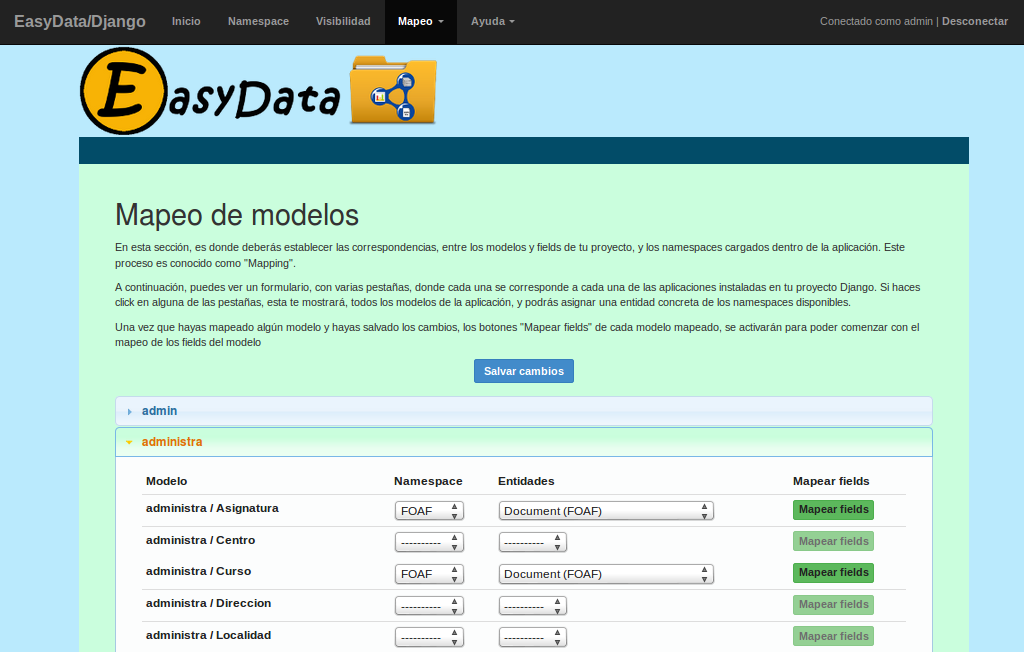 EasyData/Django Inicio Namespace Visibilidad Mapeo Ayuda Conectado como admin | Desconectar
EasyData
Mapeo de modelos
En esta sección, es donde deberás establecer las correspondencias, entre los modelos y fields de tu proyecto, y los namespaces cargados dentro de la aplicación. Este
proceso es conocido como "Mapping".
A continuación, puedes ver un formulario, con varias pestañas, donde cada una se corresponde a cada una de las aplicaciones instaladas en tu proyecto Django. Si haces
click en alguna de las pestañas, esta te mostrará, todos los modelos de la aplicación, y podrás asignar una entidad concreta de los namespaces disponibles.
Una vez que hayas mapeado algún modelo y hayas salvado los cambios, los botones "Mapear fields" de cada modelo mapeado, se activarán para poder comenzar con el
mapeo de los fields del modelo
Salvar cambios
admin
administra
Modelo Namespace Entidades Mapear fields
administra / Asignatura FOAF Document (FOAF) Mapear fields
administra / Centro ---------- ---------- Mapear fields
administra / Curso FOAF Document (FOAF) Mapear fields
administra / Direccion ---------- ---------- Mapear fields
administra / Localidad ---------- ---------- Mapear fields